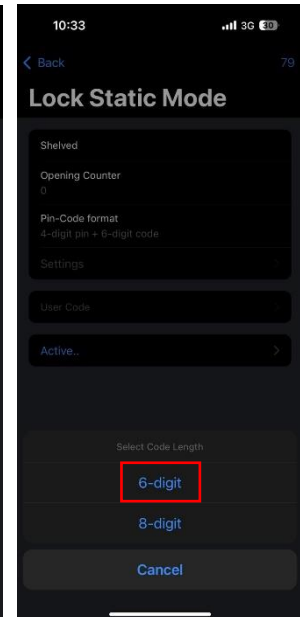 10:33
3G 30
Back
79
Lock Static Mode
Shelved
Opening Counter
0
Pin-Code format
4-digit pin + 6-digit code
Settings
User Code
Active..
Select Code Length
6-digit
8-digit
Cancel